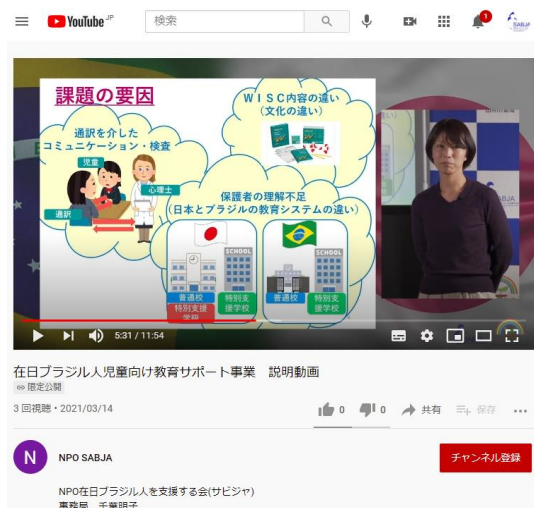 YouTube JP
検索
1
SABJA
課題の要因
WISC内容の違い
(文化の違い)
通訳を介した
コミュニケーション・検査
児童
心理士
通訳
保護者の理解不足
(日本とブラジルの教育システムの違い)
SCHOOL
SCHOOL
普通校
特別支援学校
特別支援
学校
普通校
特別支援学校
SABJA
5:31 / 11:54
在日ブラジル人児童向け教育サポート事業　説明動画
限定公開
3 回視聴・2021/03/14
0
0
共有
保存
N
NPO SABJA
チャンネル登録
NPO在日ブラジル人を支援する会(サビジャ)
事務局　千葉明子